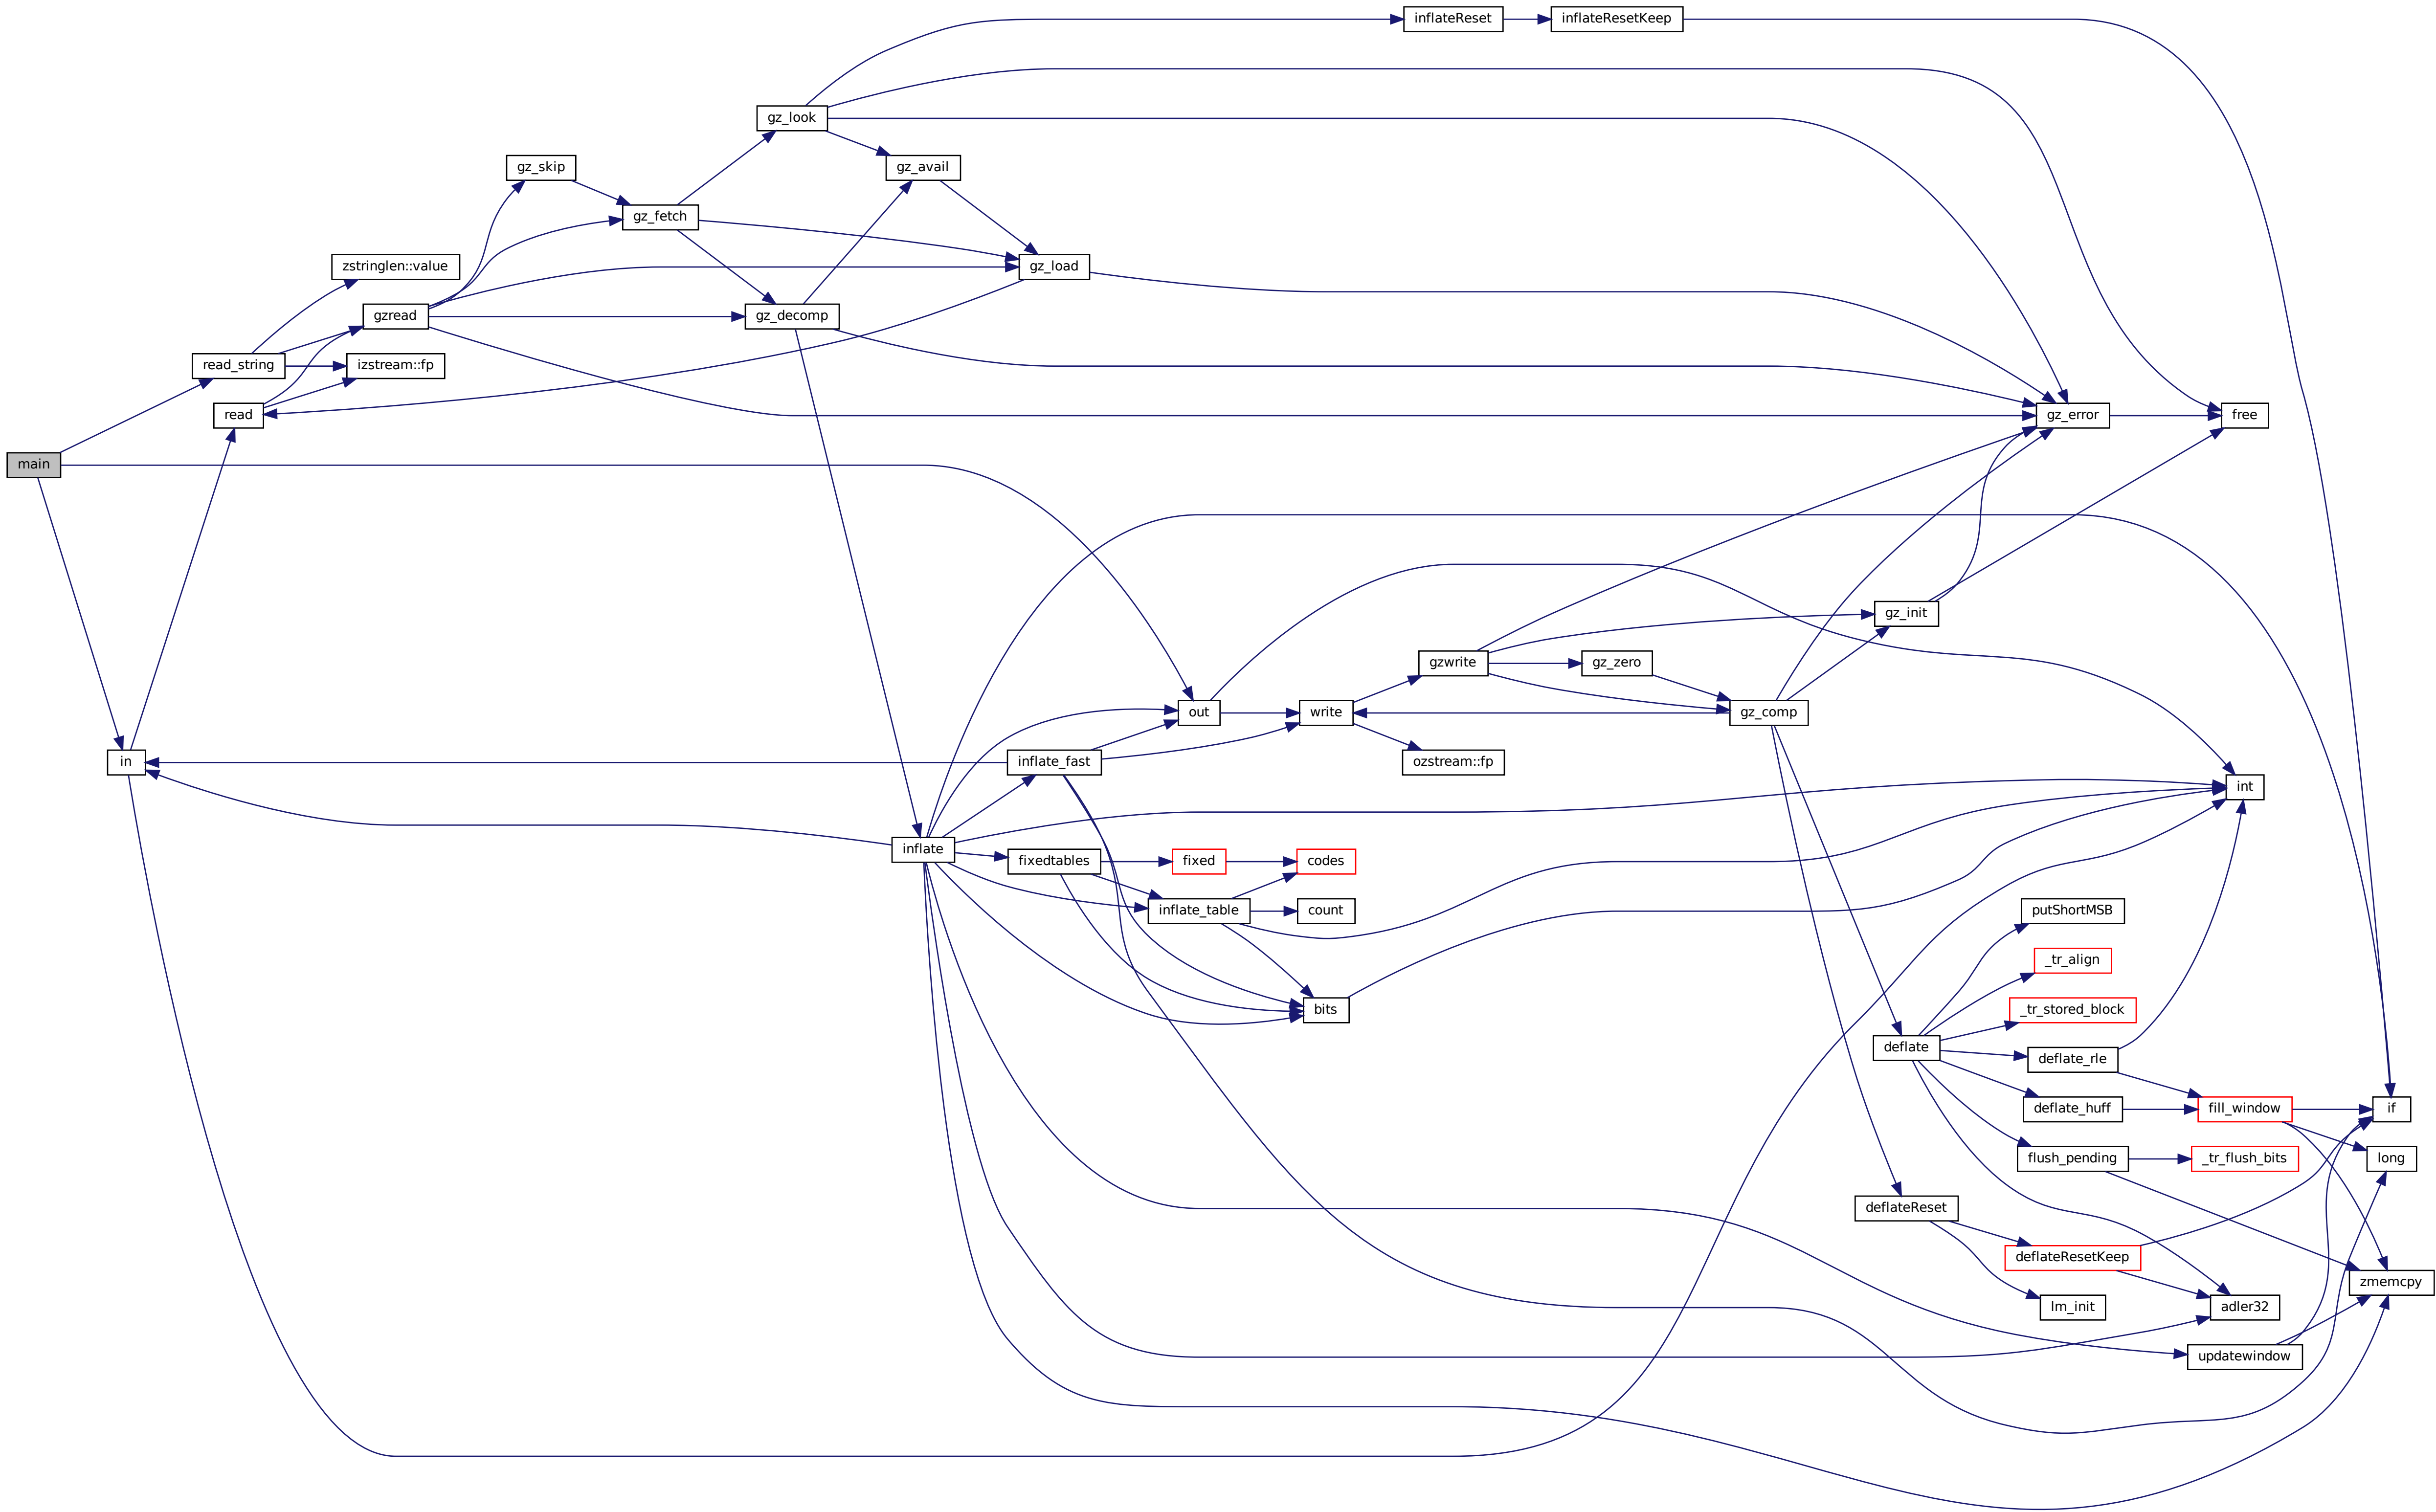 inflateReset
inflateResetKeep
gz_look
gz_skip
gz_avail
gz_fetch
zstringlen::value
gz_load
gzread
gz_decomp
read_string
izstream::fp
read
gz_error
free
main
gz_init
gzwrite
gz_zero
out
write
gz_comp
in
inflate_fast
ozstream::fp
int
inflate
fixedtables
fixed
codes
inflate_table
count
putShortMSB
_tr_align
bits
_tr_stored_block
deflate
deflate_rle
deflate_huff
fill_window
if
flush_pending
_tr_flush_bits
long
deflateReset
deflateResetKeep
zmemcpy
lm_init
adler32
updatewindow